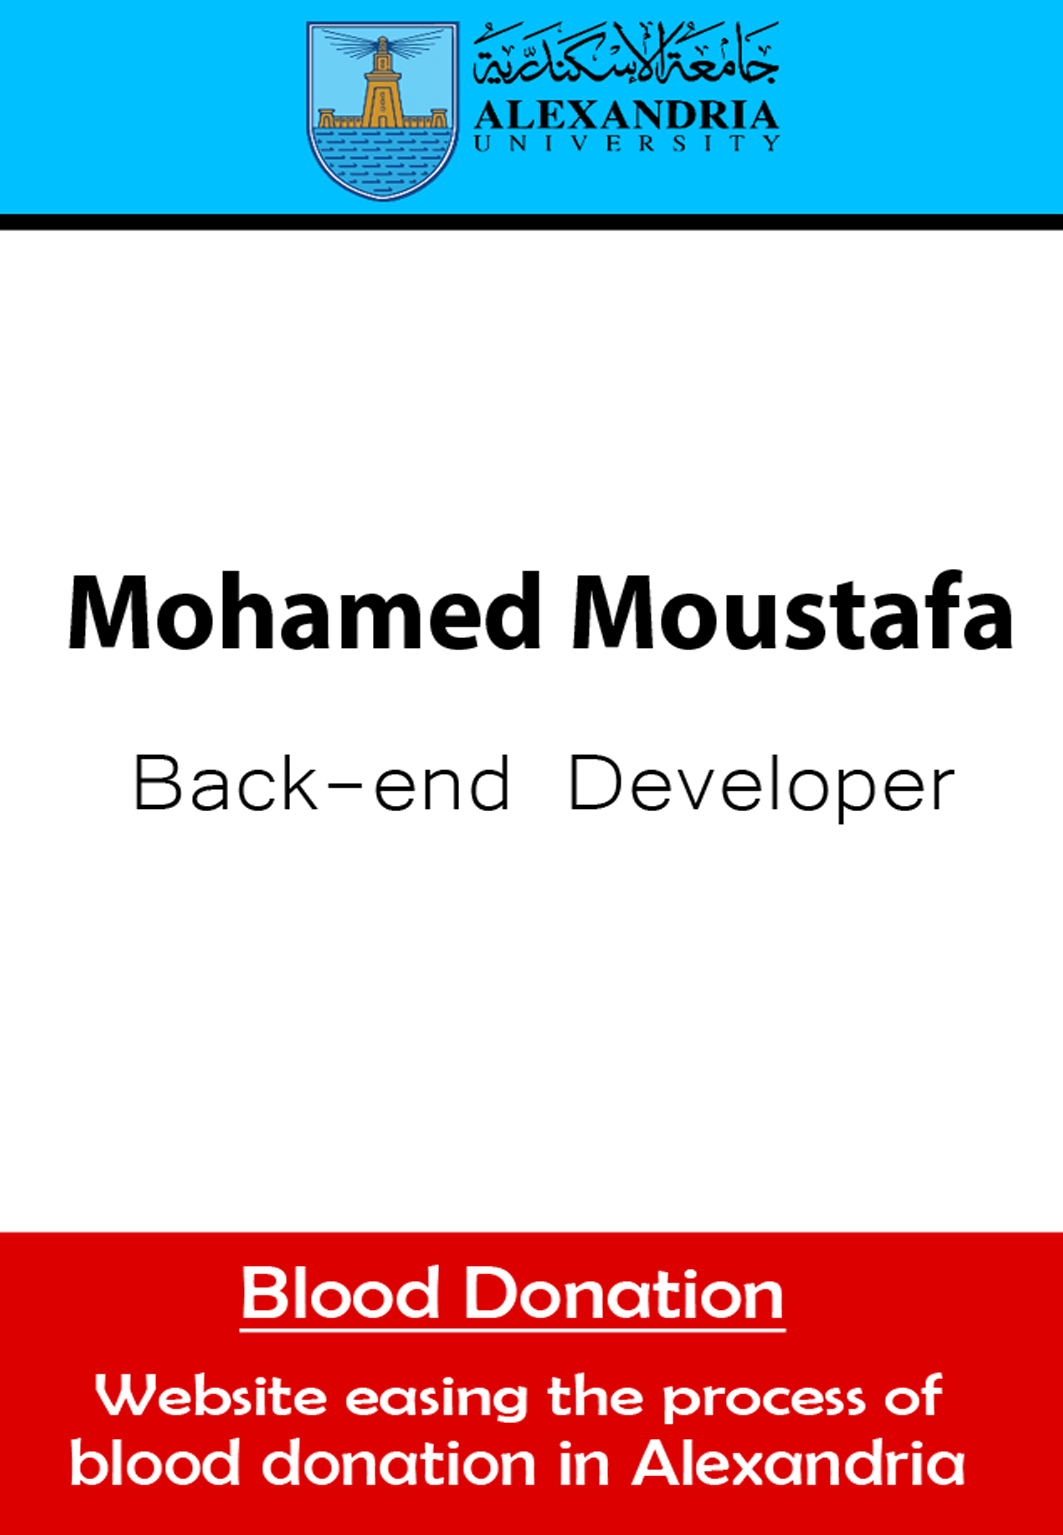 جامعة الإسكندرية
ALEXANDRIA
UNIVERSITY
Mohamed Moustafa
Back-end Developer
Blood Donation
Website easing the process of
blood donation in Alexandria